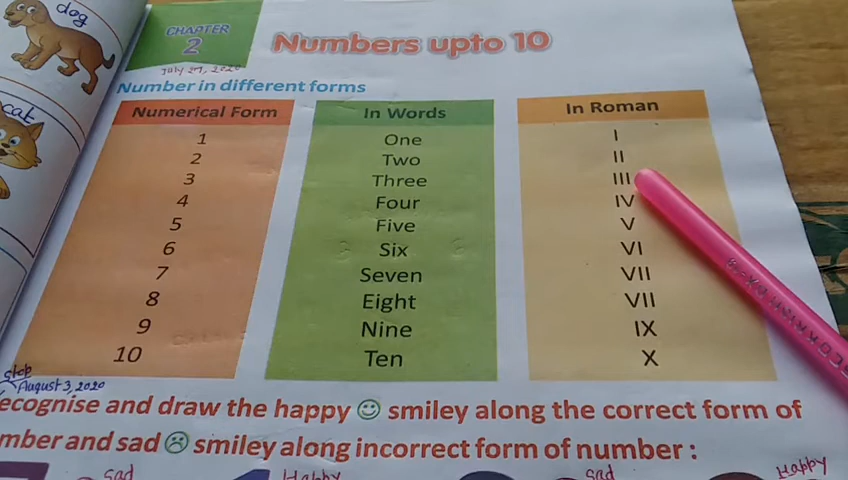 dog
cat
CHAPTER
2
July 27, 2020
Numbers upto 10
Number in different forms
Numerical Form In Words In Roman
1 One I
2 Two II
3 Three III
4 Four IV
5 Five V
6 Six VI
7 Seven VII
8 Eight VII
9 Nine IX
10 Ten X
stop
August 3, 2020
ecognise and draw the happy smiley along the correct form of
mber and sad smiley along incorrect form of number :
Sad Happy Sad Happy